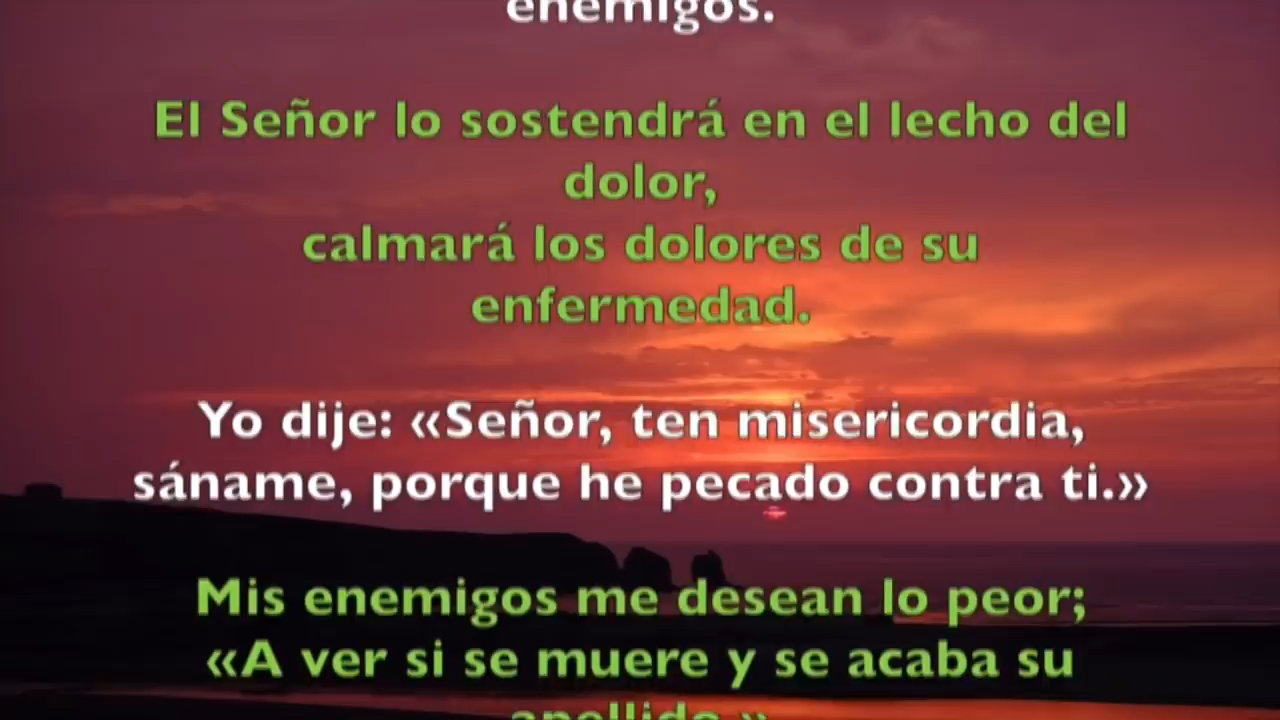 enemigos.
El Señor lo sostendrá en el lecho del
dolor,
calmará los dolores de su
enfermedad.
Yo dije: «Señor, ten misericordia,
sáname, porque he pecado contra ti.»
Mis enemigos me desean lo peor;
«A ver si se muere y se acaba su
apellido.»